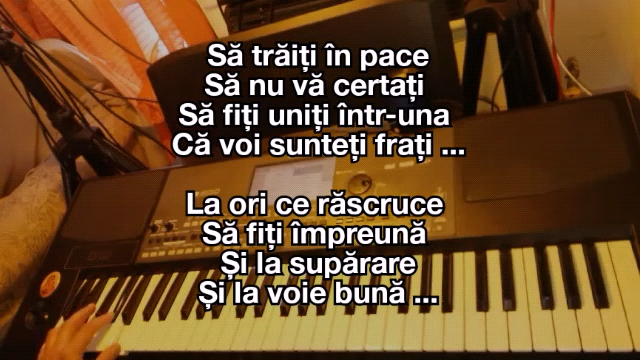 Să trăiți în pace
Să nu vă certați
Să fiți uniți într-una
Că voi sunteți frați ...
La ori ce răscruce
Să fiți împreună
Și la supărare
Și la voie bună ...